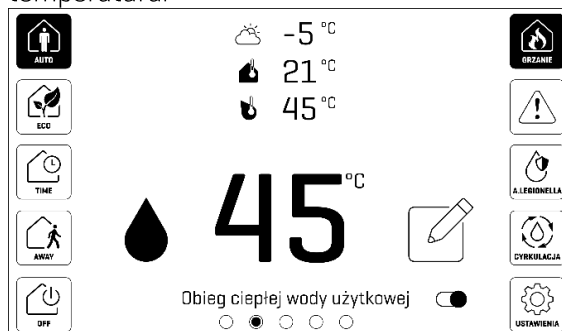 temperatura.
AUTO
ECO
TIME
AWAY
OFF
-5 °C
21 °C
45 °C
45 °C
Obieg ciepłej wody użytkowej
GRZANIE
A.LEGIONELLA
CYRKULACJA
USTAWIENIA